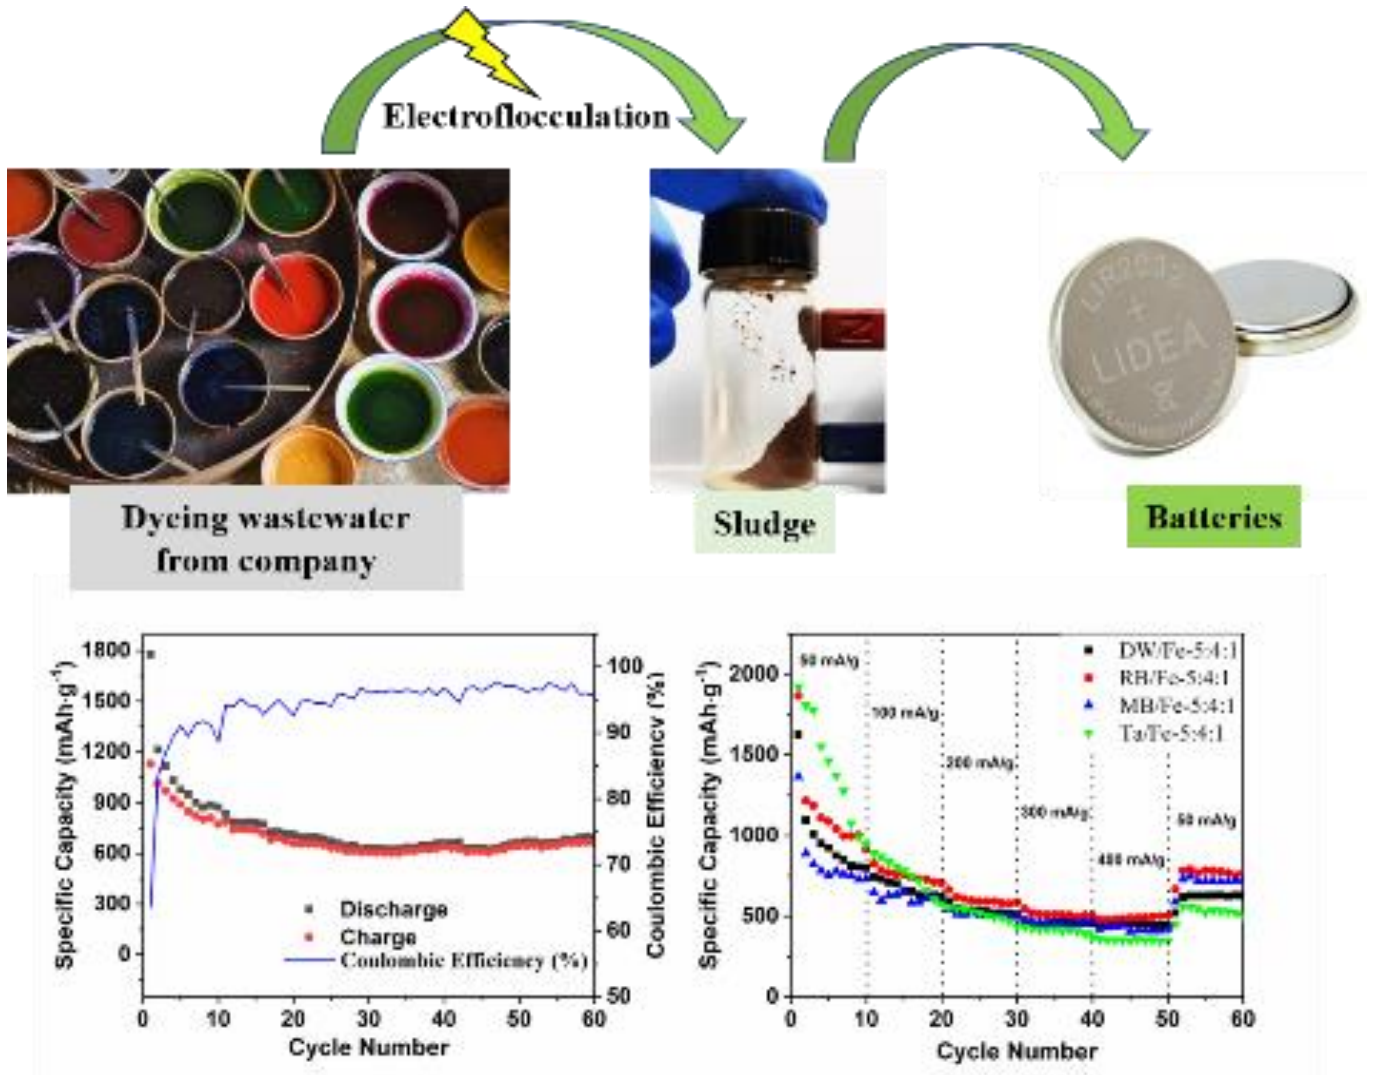 Electroflocculation
LIR2032
+
LIDEA
Dyeing wastewater
from company
Sludge
Batteries
1800
1500
1200
900
600
300
0
Specific Capacity (mAh·g⁻¹)
100
90
80
70
60
50
Coulombic Efficiency (%)
Discharge
Charge
Coulombic Efficiency (%)
0 10 20 30 40 50 60
Cycle Number
2000
1500
1000
500
0
Specific Capacity (mAh·g⁻¹)
50 mA/g
100 mA/g
200 mA/g
300 mA/g
400 mA/g
50 mA/g
DW/Fe-5:4:1
RB/Fe-5:4:1
MB/Fe-5:4:1
Ta/Fe-5:4:1
0 10 20 30 40 50 60
Cycle Number